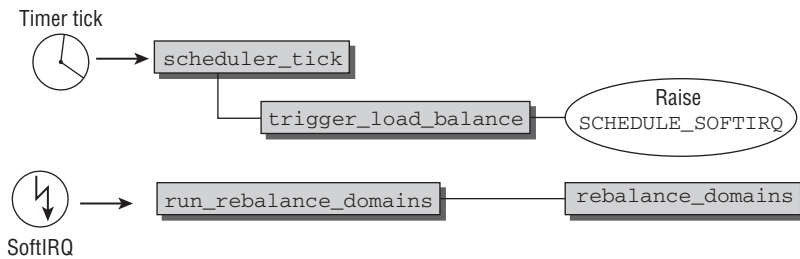 Timer tick
scheduler_tick
trigger_load_balance
Raise
SCHEDULE_SOFTIRQ
run_rebalance_domains
rebalance_domains
SoftIRQ